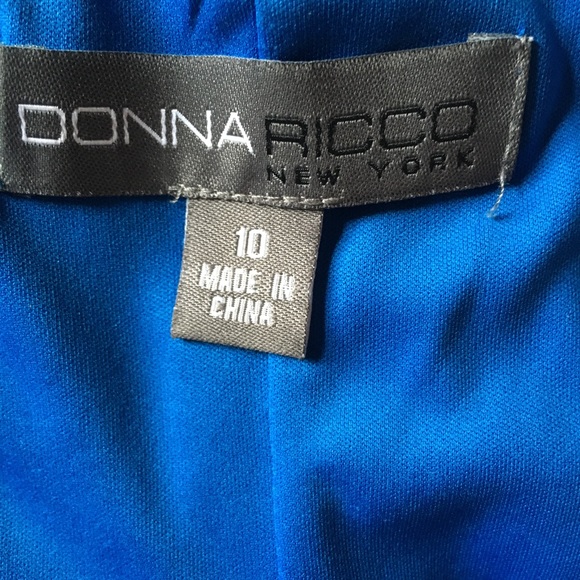 DONNA RICCO
NEW YORK
10
MADE IN
CHINA